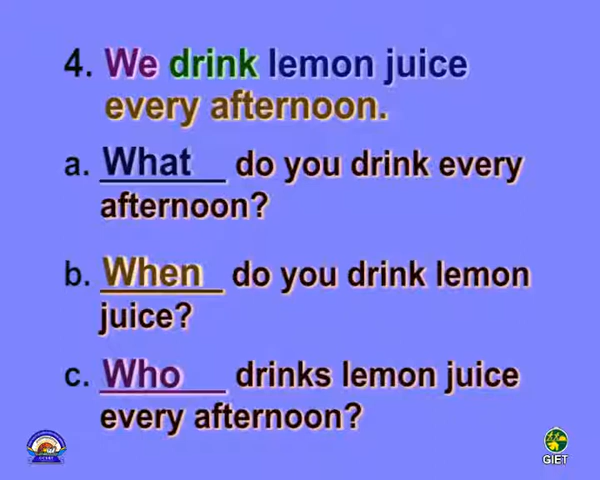 4. We drink lemon juice
every afternoon.
a. What do you drink every
afternoon?
b. When do you drink lemon
juice?
c. Who drinks lemon juice
every afternoon?
GIET